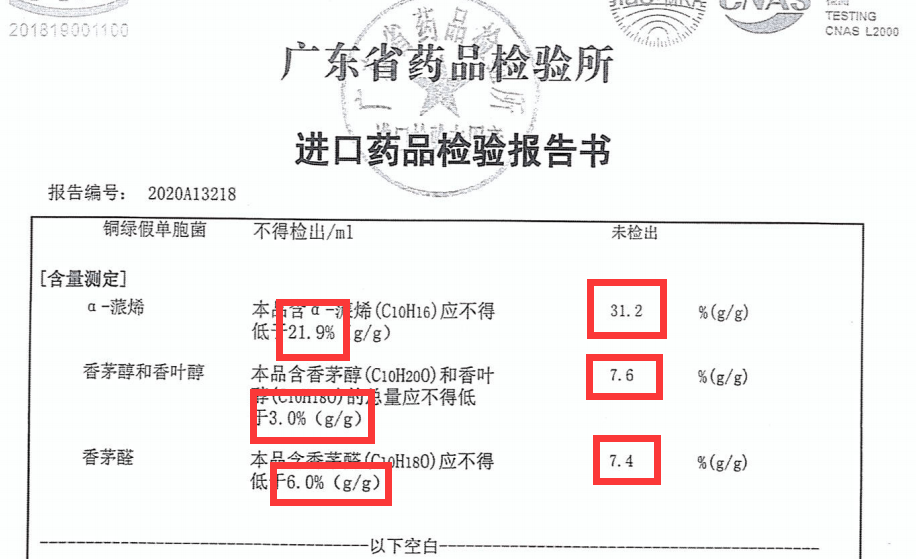 201819001100
TESTING
CNAS L2000
广东省药品检验所
进口药品检验报告书
报告编号: 2020A13218
铜绿假单胞菌 不得检出/ml 未检出
[含量测定]
α-蒎烯 本品含α-蒎烯(C10H16)应不得 31.2 %(g/g)
低于21.9%(g/g)
香茅醇和香叶醇 本品含香茅醇(C10H20O)和香叶 7.6 %(g/g)
醇(C10H18O)的总量应不得低
于3.0%(g/g)
香茅醛 本品含香茅醛(C10H18O)应不得 7.4 %(g/g)
低于6.0%(g/g)
以下空白